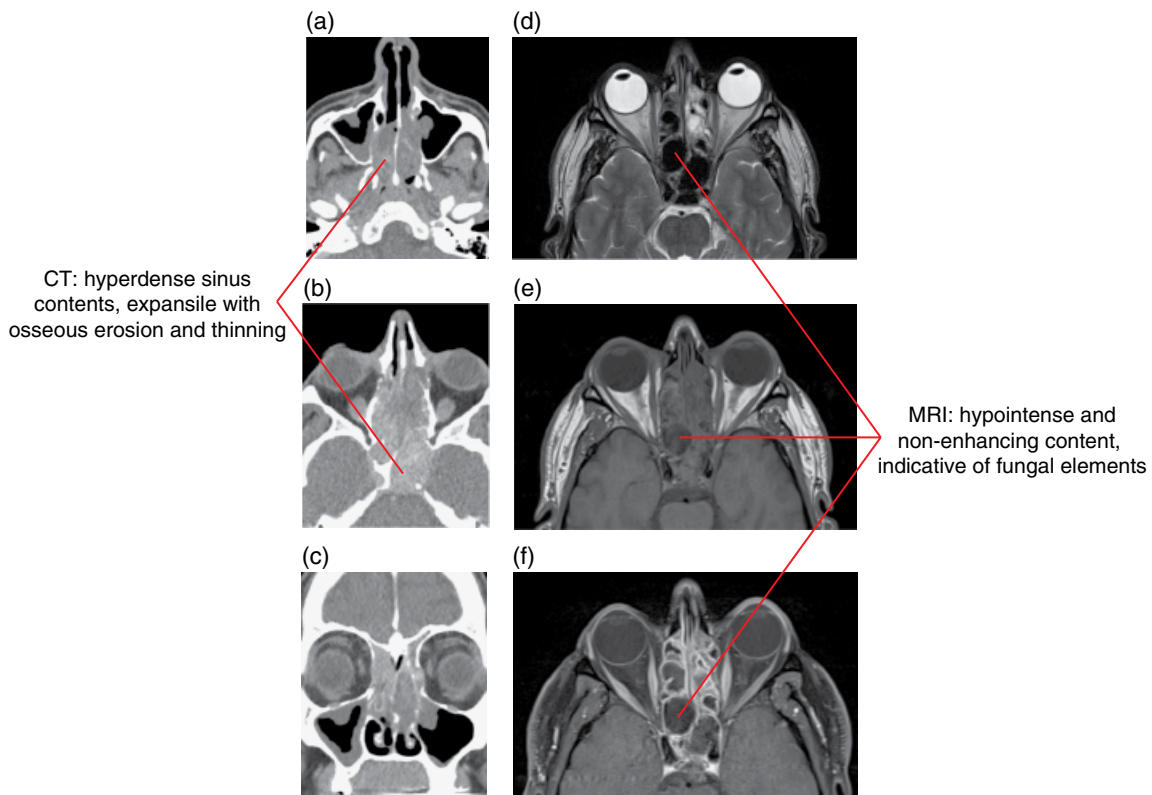 (a)
(d)
CT: hyperdense sinus
contents, expansile with
osseous erosion and thinning
(b)
(e)
MRI: hypointense and
non-enhancing content,
indicative of fungal elements
(c)
(f)